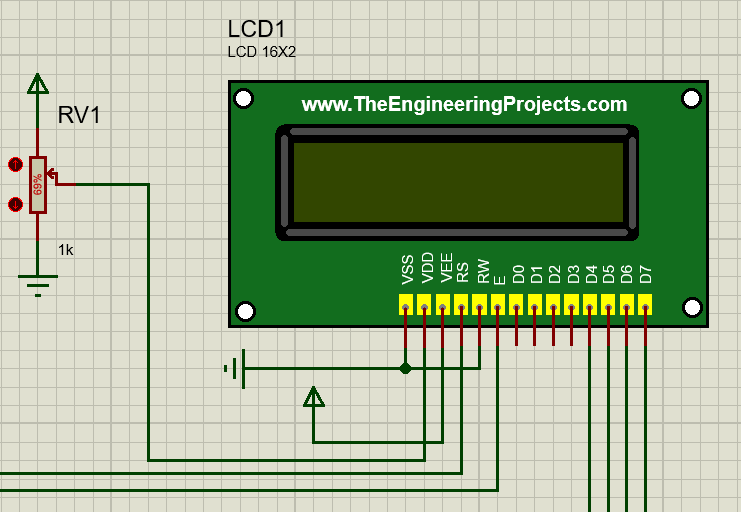 LCD1
LCD 16X2
www.TheEngineeringProjects.com
RV1
69%
1k
VSS
VDD
VEE
RS
RW
E
D0
D1
D2
D3
D4
D5
D6
D7